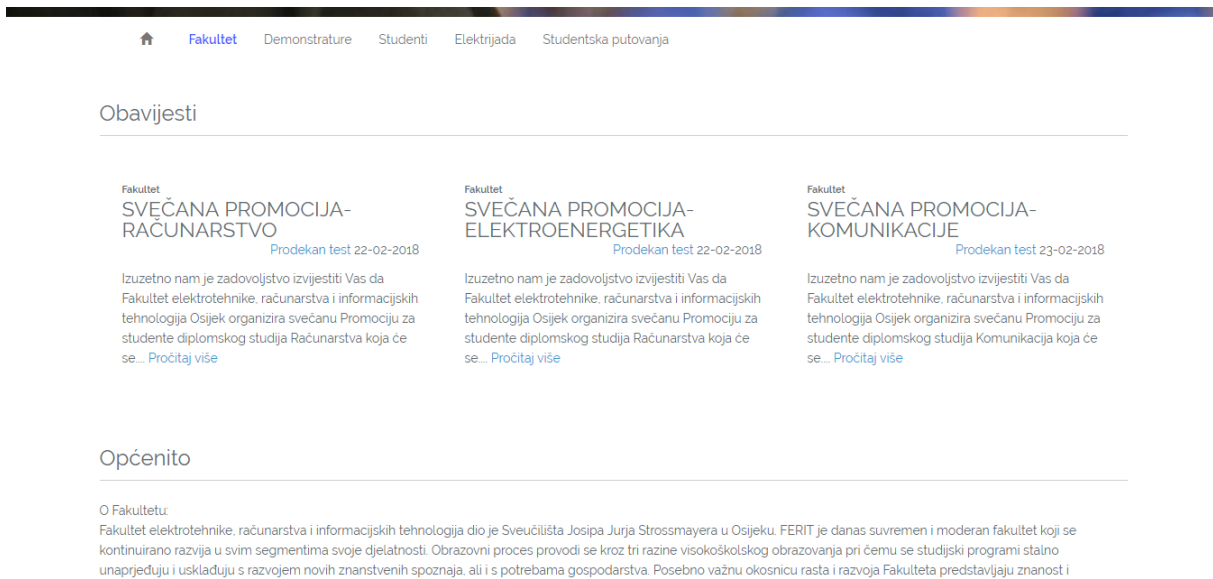 Fakultet Demonstrature Studenti Elektrijada Studentska putovanja
Obavijesti
Fakultet
SVEČANA PROMOCIJA-
RAČUNARSTVO
Prodekan test 22-02-2018
Izuzetno nam je zadovoljstvo izvijestiti Vas da
Fakultet elektrotehnike, računarstva i informacijskih
tehnologija Osijek organizira svečanu Promociju za
studente diplomskog studija Računarstva koja će
se.... Pročitaj više
Fakultet
SVEČANA PROMOCIJA-
ELEKTROENERGETIKA
Prodekan test 22-02-2018
Izuzetno nam je zadovoljstvo izvijestiti Vas da
Fakultet elektrotehnike, računarstva i informacijskih
tehnologija Osijek organizira svečanu Promociju za
studente diplomskog studija Računarstva koja će
se.... Pročitaj više
Fakultet
SVEČANA PROMOCIJA-
KOMUNIKACIJE
Prodekan test 23-02-2018
Izuzetno nam je zadovoljstvo izvijestiti Vas da
Fakultet elektrotehnike, računarstva i informacijskih
tehnologija Osijek organizira svečanu Promociju za
studente diplomskog studija Komunikacija koja će
se.... Pročitaj više
Općenito
O Fakultetu:
Fakultet elektrotehnike, računarstva i informacijskih tehnologija dio je Sveučilišta Josipa Jurja Strossmayera u Osijeku. FERIT je danas suvremen i moderan fakultet koji se
kontinuirano razvija u svim segmentima svoje djelatnosti. Obrazovni proces provodi se kroz tri razine visokoškolskog obrazovanja pri čemu se studijski programi stalno
unaprjeđuju i usklađuju s razvojem novih znanstvenih spoznaja, ali i s potrebama gospodarstva. Posebno važnu okosnicu rasta i razvoja Fakulteta predstavljaju znanost i